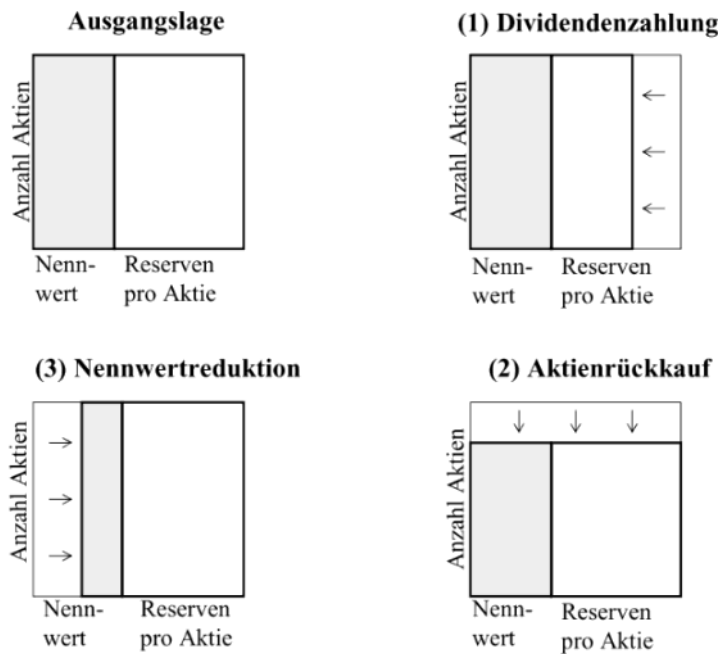 Ausgangslage
Anzahl Aktien
Nenn-
wert
Reserven
pro Aktie
(1) Dividendenzahlung
Anzahl Aktien
Nenn-
wert
Reserven
pro Aktie
(3) Nennwertreduktion
Anzahl Aktien
Nenn-
wert
Reserven
pro Aktie
(2) Aktienrückkauf
Anzahl Aktien
Nenn-
wert
Reserven
pro Aktie